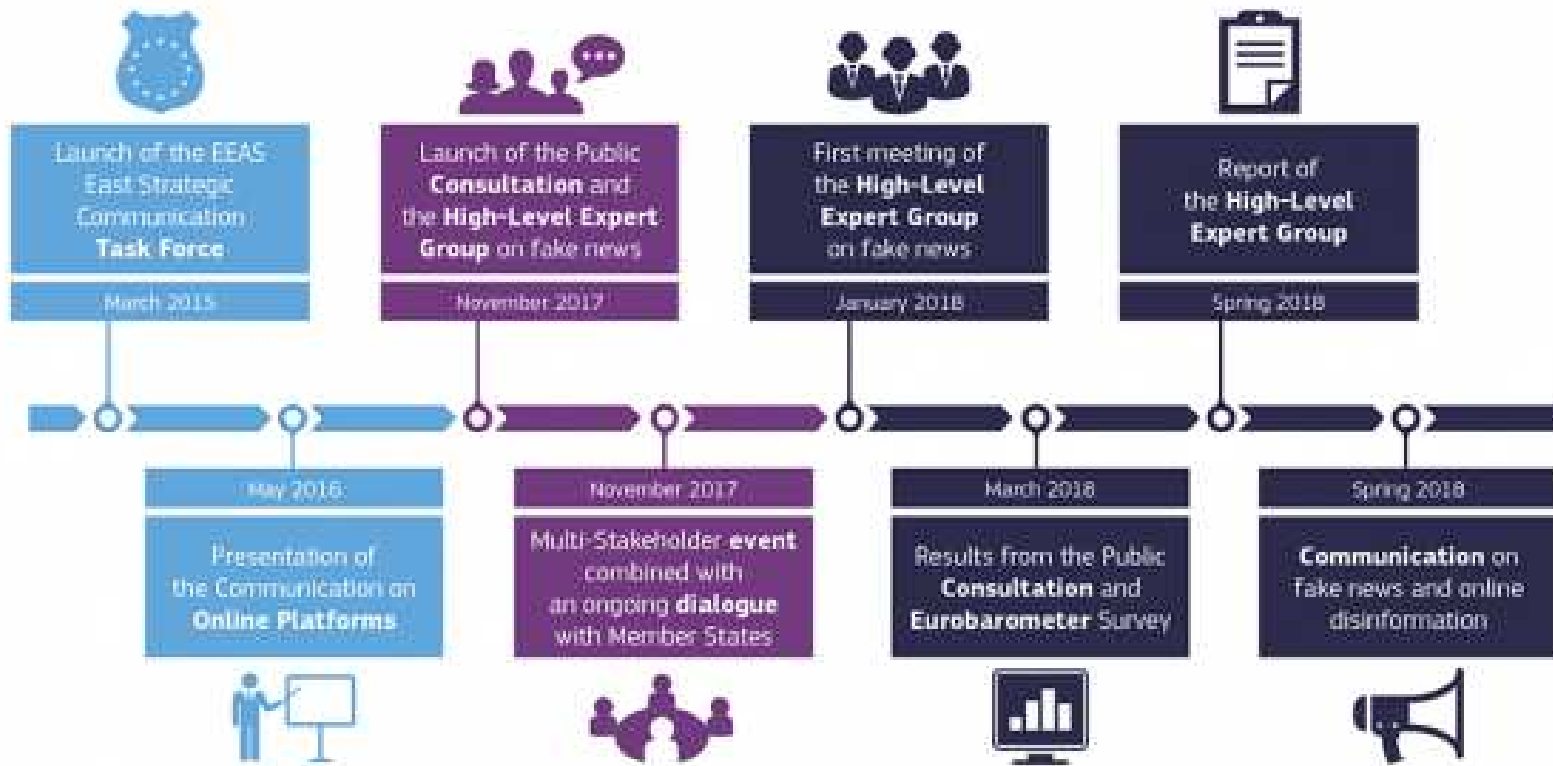 Launch of the EEAS
East Strategic
Communication
Task Force
March 2015
Launch of the Public
Consultation and
the High-Level Expert
Group on fake news
November 2017
First meeting of
the High-Level
Expert Group
on fake news
January 2018
Report of
the High-Level
Expert Group
Spring 2018
May 2016
Presentation of
the Communication on
Online Platforms
November 2017
Multi-Stakeholder event
combined with
an ongoing dialogue
with Member States
March 2018
Results from the Public
Consultation and
Eurobarometer Survey
Spring 2018
Communication on
fake news and online
disinformation